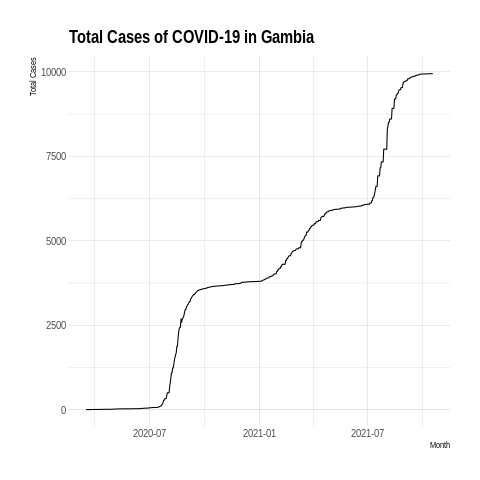 Total Cases of COVID-19 in Gambia
Total Cases
10000
7500
5000
2500
0
2020-07
2021-01
2021-07
Month